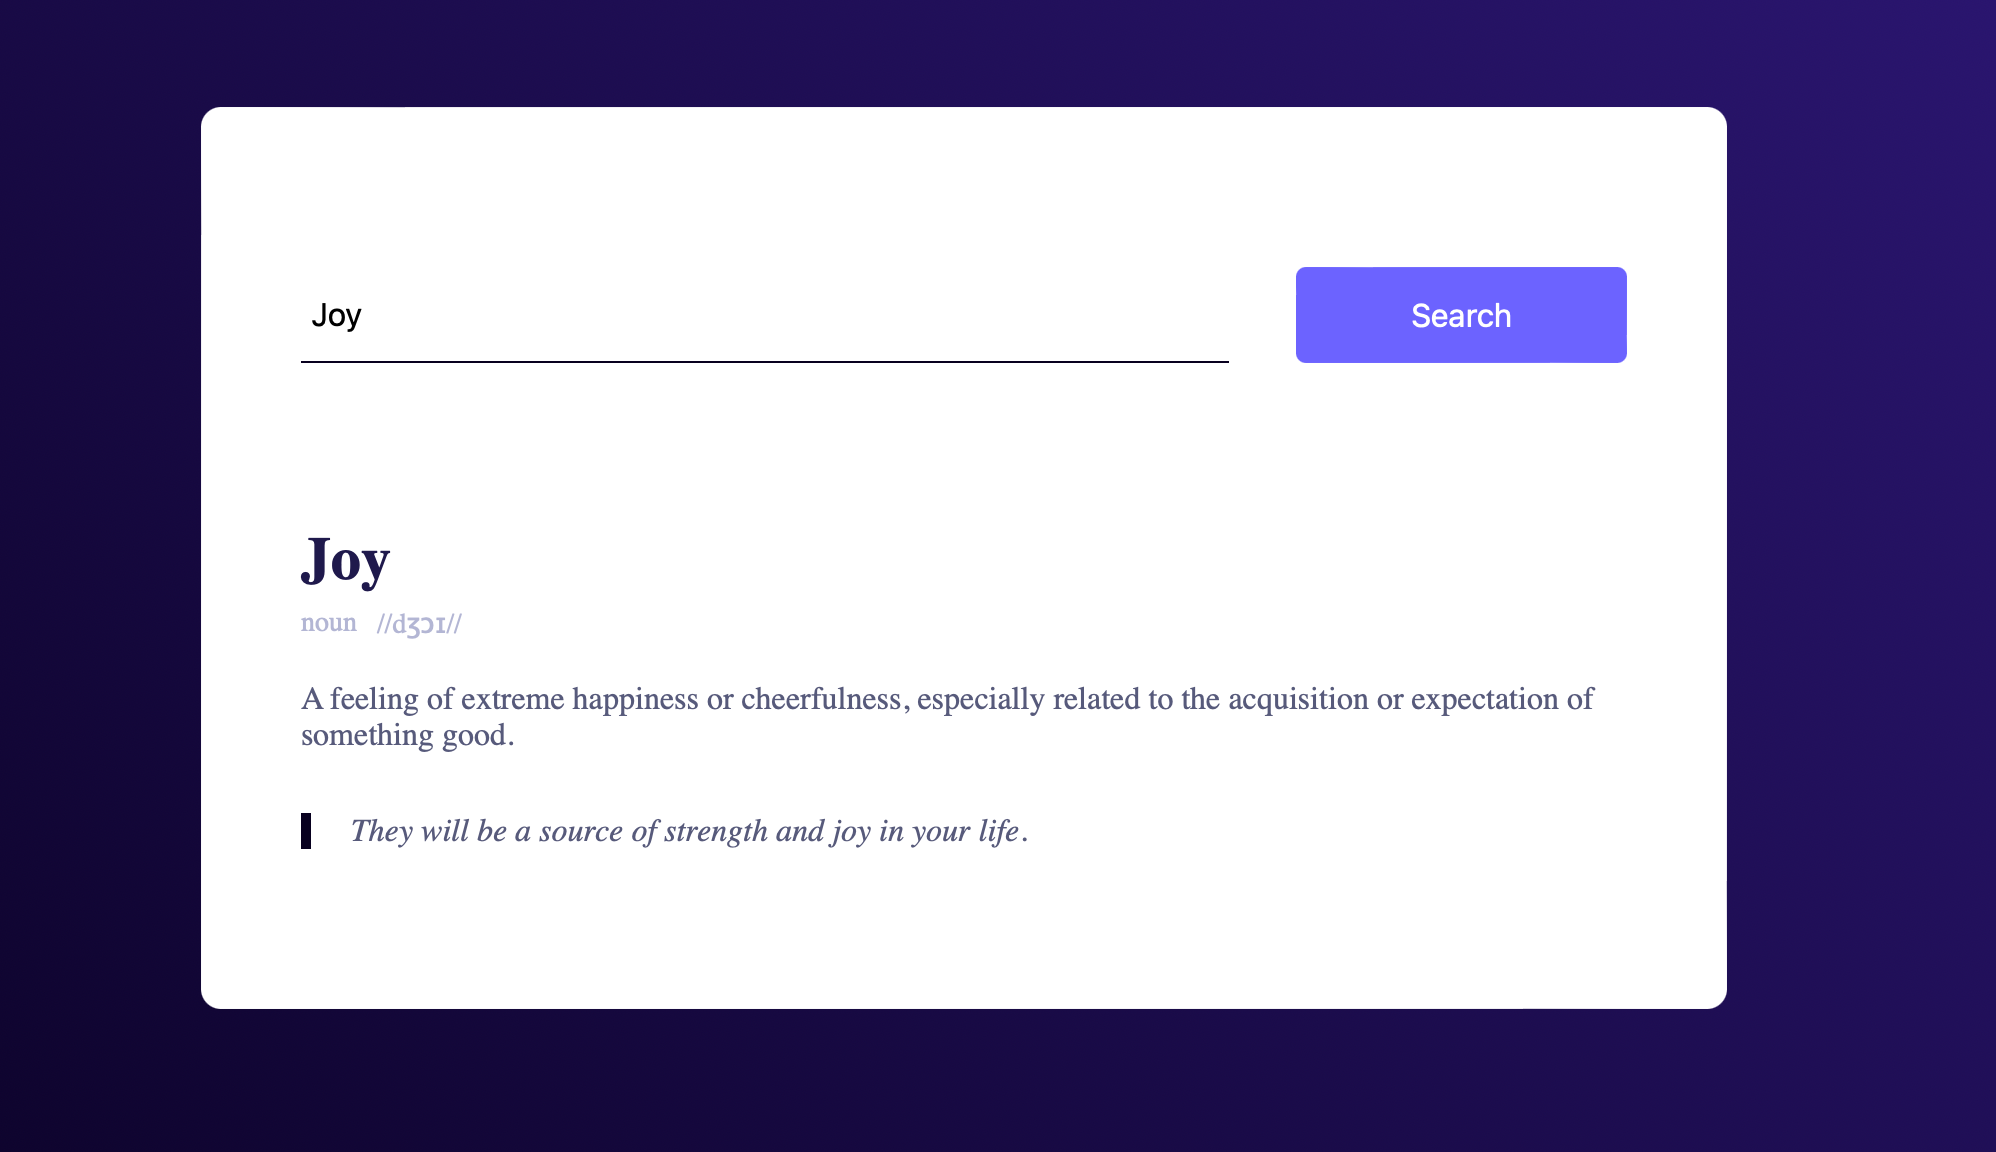 Joy
Search
Joy
noun //dʒɔɪ//
A feeling of extreme happiness or cheerfulness, especially related to the acquisition or expectation of
something good.
They will be a source of strength and joy in your life.